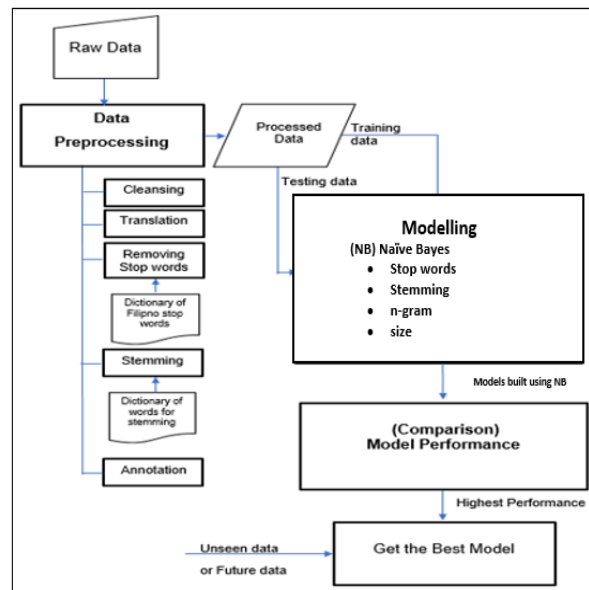 Raw Data
Data
Preprocessing
Processed
Data
Training
data
Testing data
Cleansing
Translation
Removing
Stop words
Dictionary of
Filipno stop
words
Stemming
Dictionary of
words for
stemming
Annotation
Modelling
(NB) Naïve Bayes
• Stop words
• Stemming
• n-gram
• size
Models built using NB
(Comparison)
Model Performance
Highest Performance
Get the Best Model
Unseen data
or Future data